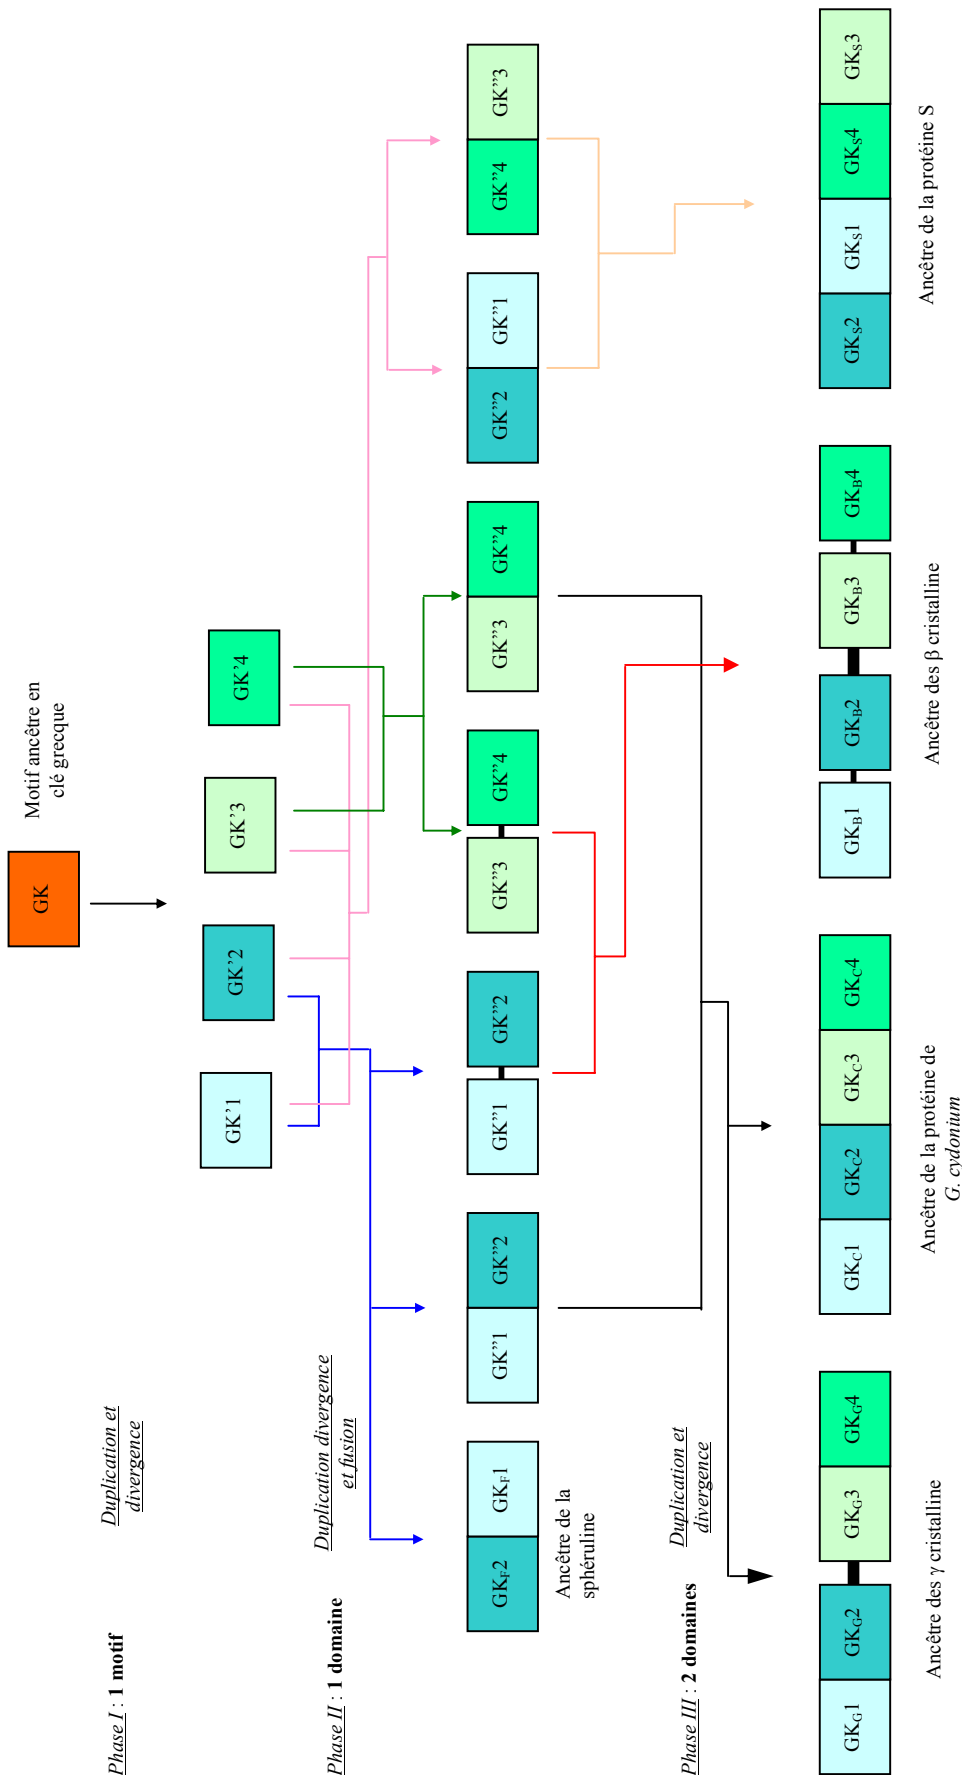 GK
Motif ancêtre en
clé grecque
Phase I : 1 motif
Duplication et
divergence
GK’1
GK’2
GK’3
GK’4
Phase II : 1 domaine
Duplication divergence
et fusion
GKF2
GKF1
GK’’1
GK’’2
GK’’1
GK’’2
GK’’3
GK’’4
GK’’3
GK’’4
GK’’2
GK’’1
GK’’4
GK’’3
Ancêtre de la
sphéruline
Phase III : 2 domaines
Duplication et
divergence
GKG1
GKG2
GKG3
GKG4
GKC1
GKC2
GKC3
GKC4
GKB1
GKB2
GKB3
GKB4
GKS2
GKS1
GKS4
GKS3
Ancêtre des γ cristalline
Ancêtre de la protéine de
G. cydonium
Ancêtre des β cristalline
Ancêtre de la protéine S